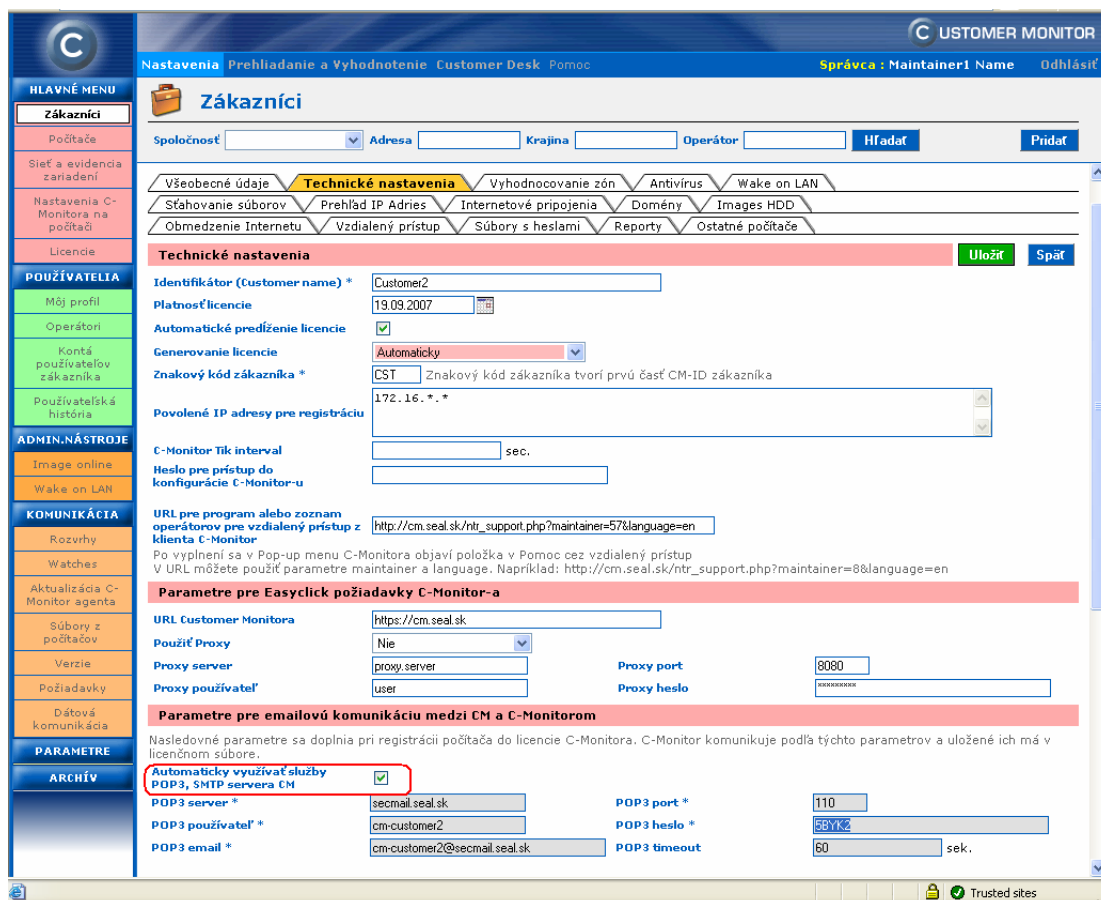 C USTOMER MONITOR
Nastavenia Prehliadanie a Vyhodnotenie Customer Desk Pomoc Správca : Maintainer1 Name Odhlásiť
HLAVNÉ MENU
Zákazníci
Počítače
Sieť a evidencia
zariadení
Nastavenia C-
Monitora na
počítači
Licencie
POUŽÍVATELIA
Môj profil
Operátori
Kontá
používateľov
zákazníka
Používateľská
história
ADMIN.NÁSTROJE
Image online
Wake on LAN
KOMUNIKÁCIA
Rozvrhy
Watches
Aktualizácia C-
Monitor agenta
Súbory z
počítačov
Verzie
Požiadavky
Dátová
komunikácia
PARAMETRE
ARCHÍV
Zákazníci
Spoločnosť Adresa Krajina Operátor Hľadať Pridať
Všeobecné údaje Technické nastavenia Vyhodnocovanie zón Antivírus Wake on LAN
Sťahovanie súborov Prehľad IP Adries Internetové pripojenia Domény Images HDD
Obmedzenie Internetu Vzdialený prístup Súbory s heslami Reporty Ostatné počítače
Technické nastavenia Uložiť Späť
Identifikátor (Customer name) * Customer2
Platnosť licencie 19.09.2007
Automatické predĺženie licencie
Generovanie licencie Automaticky
Znakový kód zákazníka * CST Znakový kód zákazníka tvorí prvú časť CM-ID zákazníka
Povolené IP adresy pre registráciu 172.16.*.*
C-Monitor Tik interval sec.
Heslo pre prístup do
konfigurácie C-Monitor-u
URL pre program alebo zoznam
operátorov pre vzdialený prístup z http://cm.seal.sk/ntr_support.php?maintainer=57&language=en
klienta C-Monitor
Po vyplnení sa v Pop-up menu C-Monitora objaví položka v Pomoc cez vzdialený prístup
V URL môžete použiť parametre maintainer a language. Napríklad: http://cm.seal.sk/ntr_support.php?maintainer=8&language=en
Parametre pre Easyclick požiadavky C-Monitor-a
URL Customer Monitora https://cm.seal.sk
Použiť Proxy Nie
Proxy server proxy.server Proxy port 8080
Proxy používateľ user Proxy heslo *********
Parametre pre emailovú komunikáciu medzi CM a C-Monitorom
Nasledovné parametre sa doplnia pri registrácii počítača do licencie C-Monitora. C-Monitor komunikuje podľa týchto parametrov a uložené ich má v
licenčnom súbore.
Automaticky využívať služby
POP3, SMTP servera CM
POP3 server * secmail.seal.sk POP3 port * 110
POP3 používateľ * cm-customer2 POP3 heslo * 5BYK2
POP3 email * cm-customer2@secmail.seal.sk POP3 timeout 60 sek.
Trusted sites